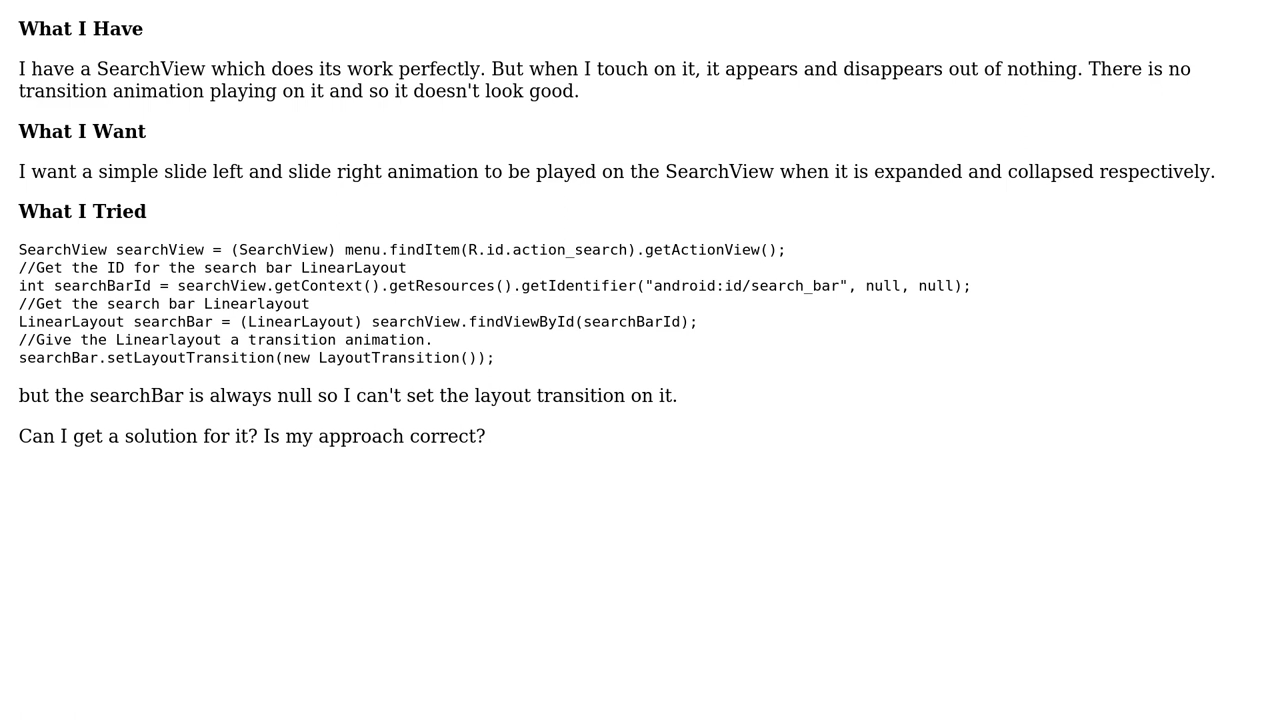 What I Have
I have a SearchView which does its work perfectly. But when I touch on it, it appears and disappears out of nothing. There is no
transition animation playing on it and so it doesn't look good.
What I Want
I want a simple slide left and slide right animation to be played on the SearchView when it is expanded and collapsed respectively.
What I Tried
SearchView searchView = (SearchView) menu.findItem(R.id.action_search).getActionView();
//Get the ID for the search bar LinearLayout
int searchBarId = searchView.getContext().getResources().getIdentifier("android:id/search_bar", null, null);
//Get the search bar Linearlayout
LinearLayout searchBar = (LinearLayout) searchView.findViewById(searchBarId);
//Give the Linearlayout a transition animation.
searchBar.setLayoutTransition(new LayoutTransition());
but the searchBar is always null so I can't set the layout transition on it.
Can I get a solution for it? Is my approach correct?